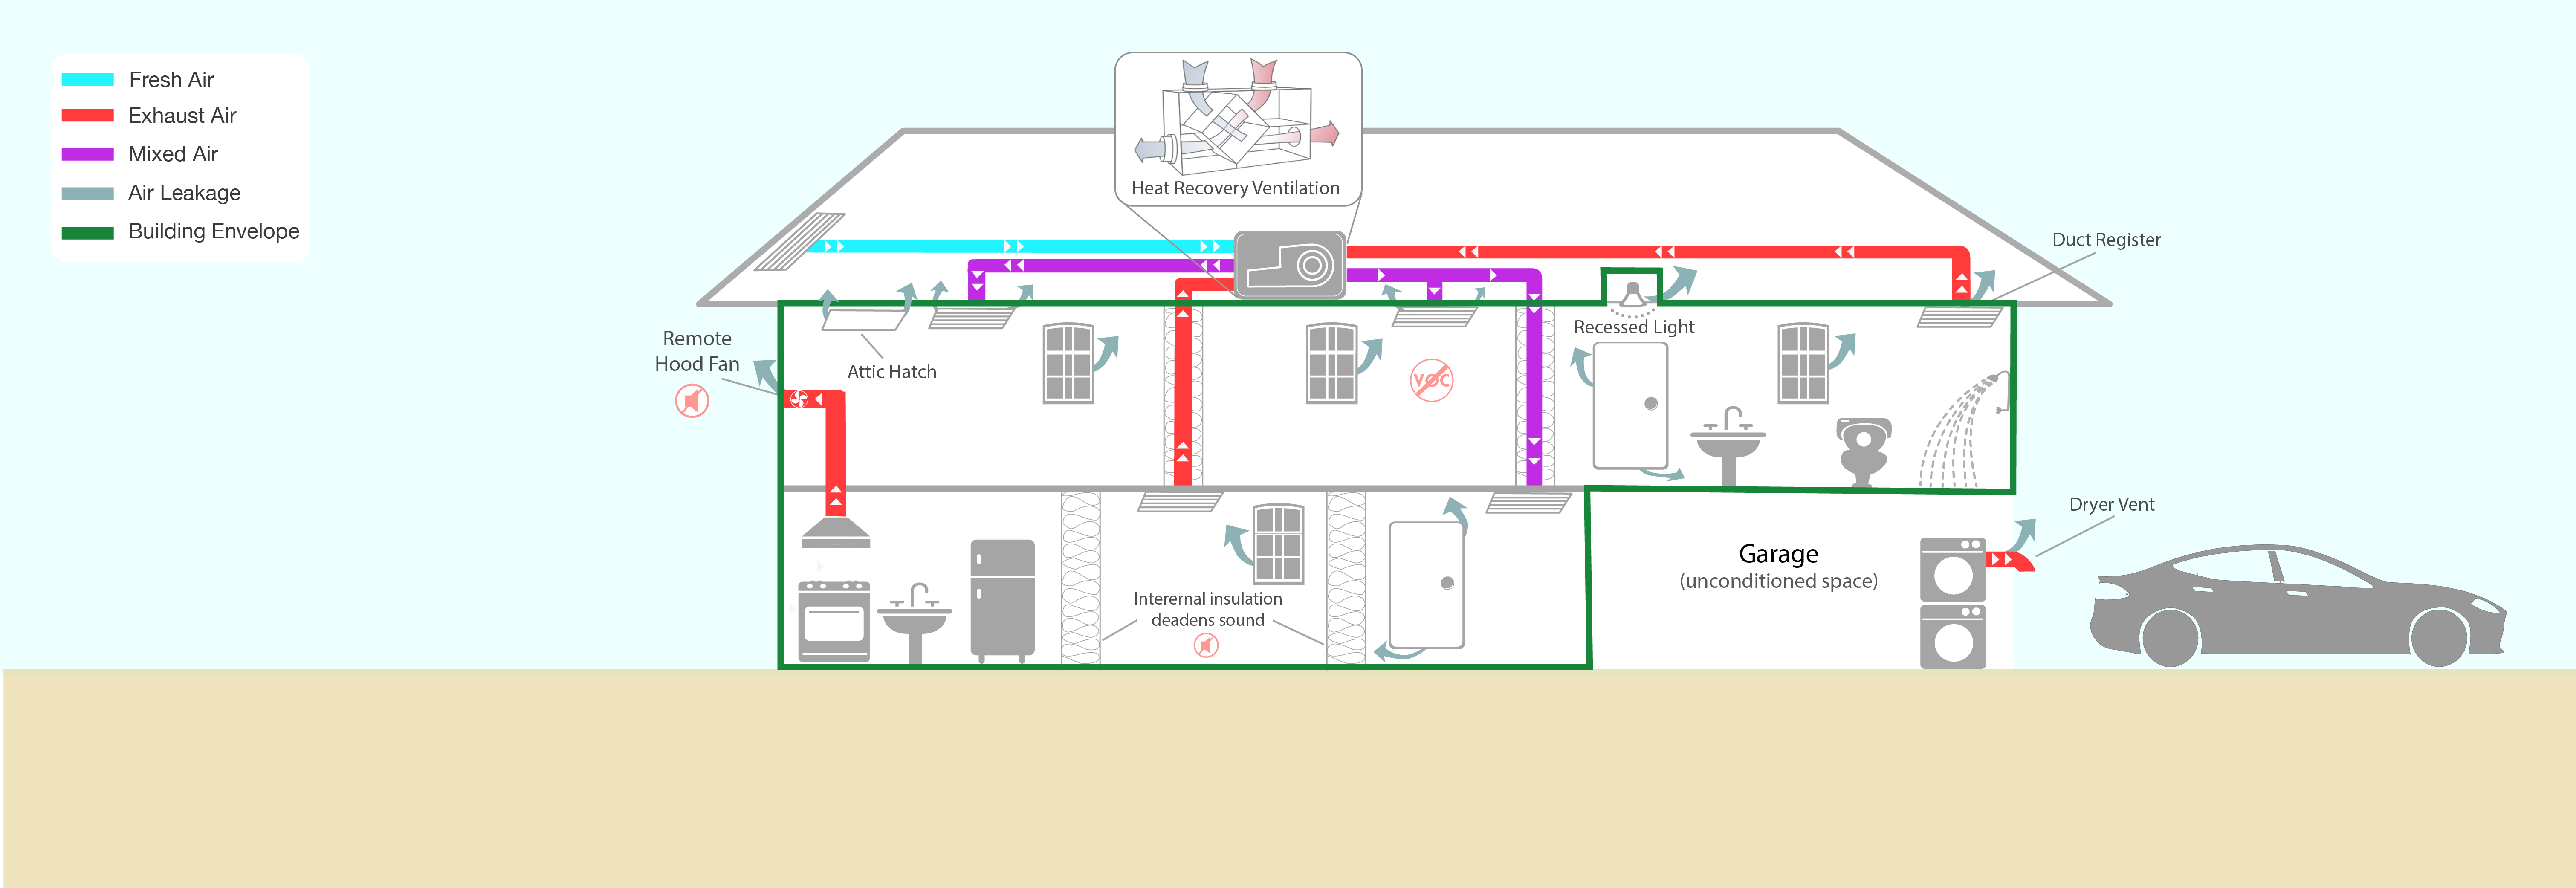 Fresh Air
Exhaust Air
Mixed Air
Air Leakage
Building Envelope
Heat Recovery Ventilation
Duct Register
Remote
Hood Fan
Attic Hatch
Recessed Light
VOC
Dryer Vent
Garage
(unconditioned space)
Interernal insulation
deadens sound